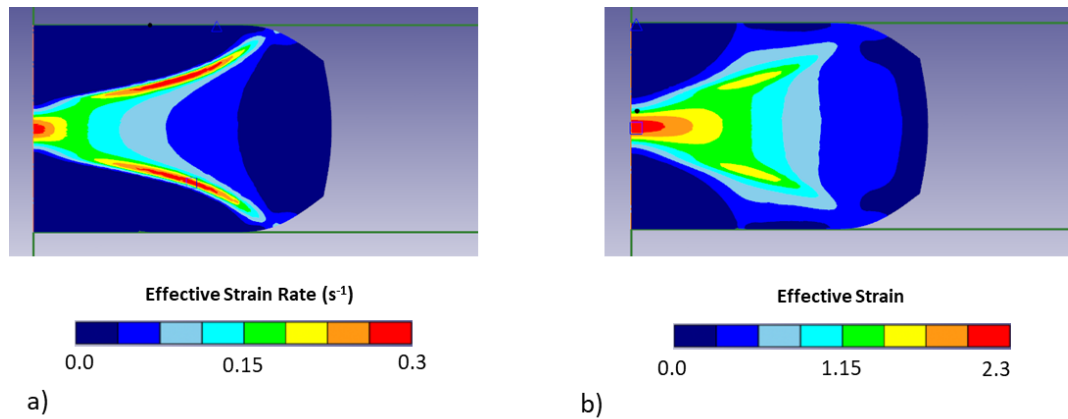 Effective Strain Rate (s-1)
0.0 0.15 0.3
a)
Effective Strain
0.0 1.15 2.3
b)